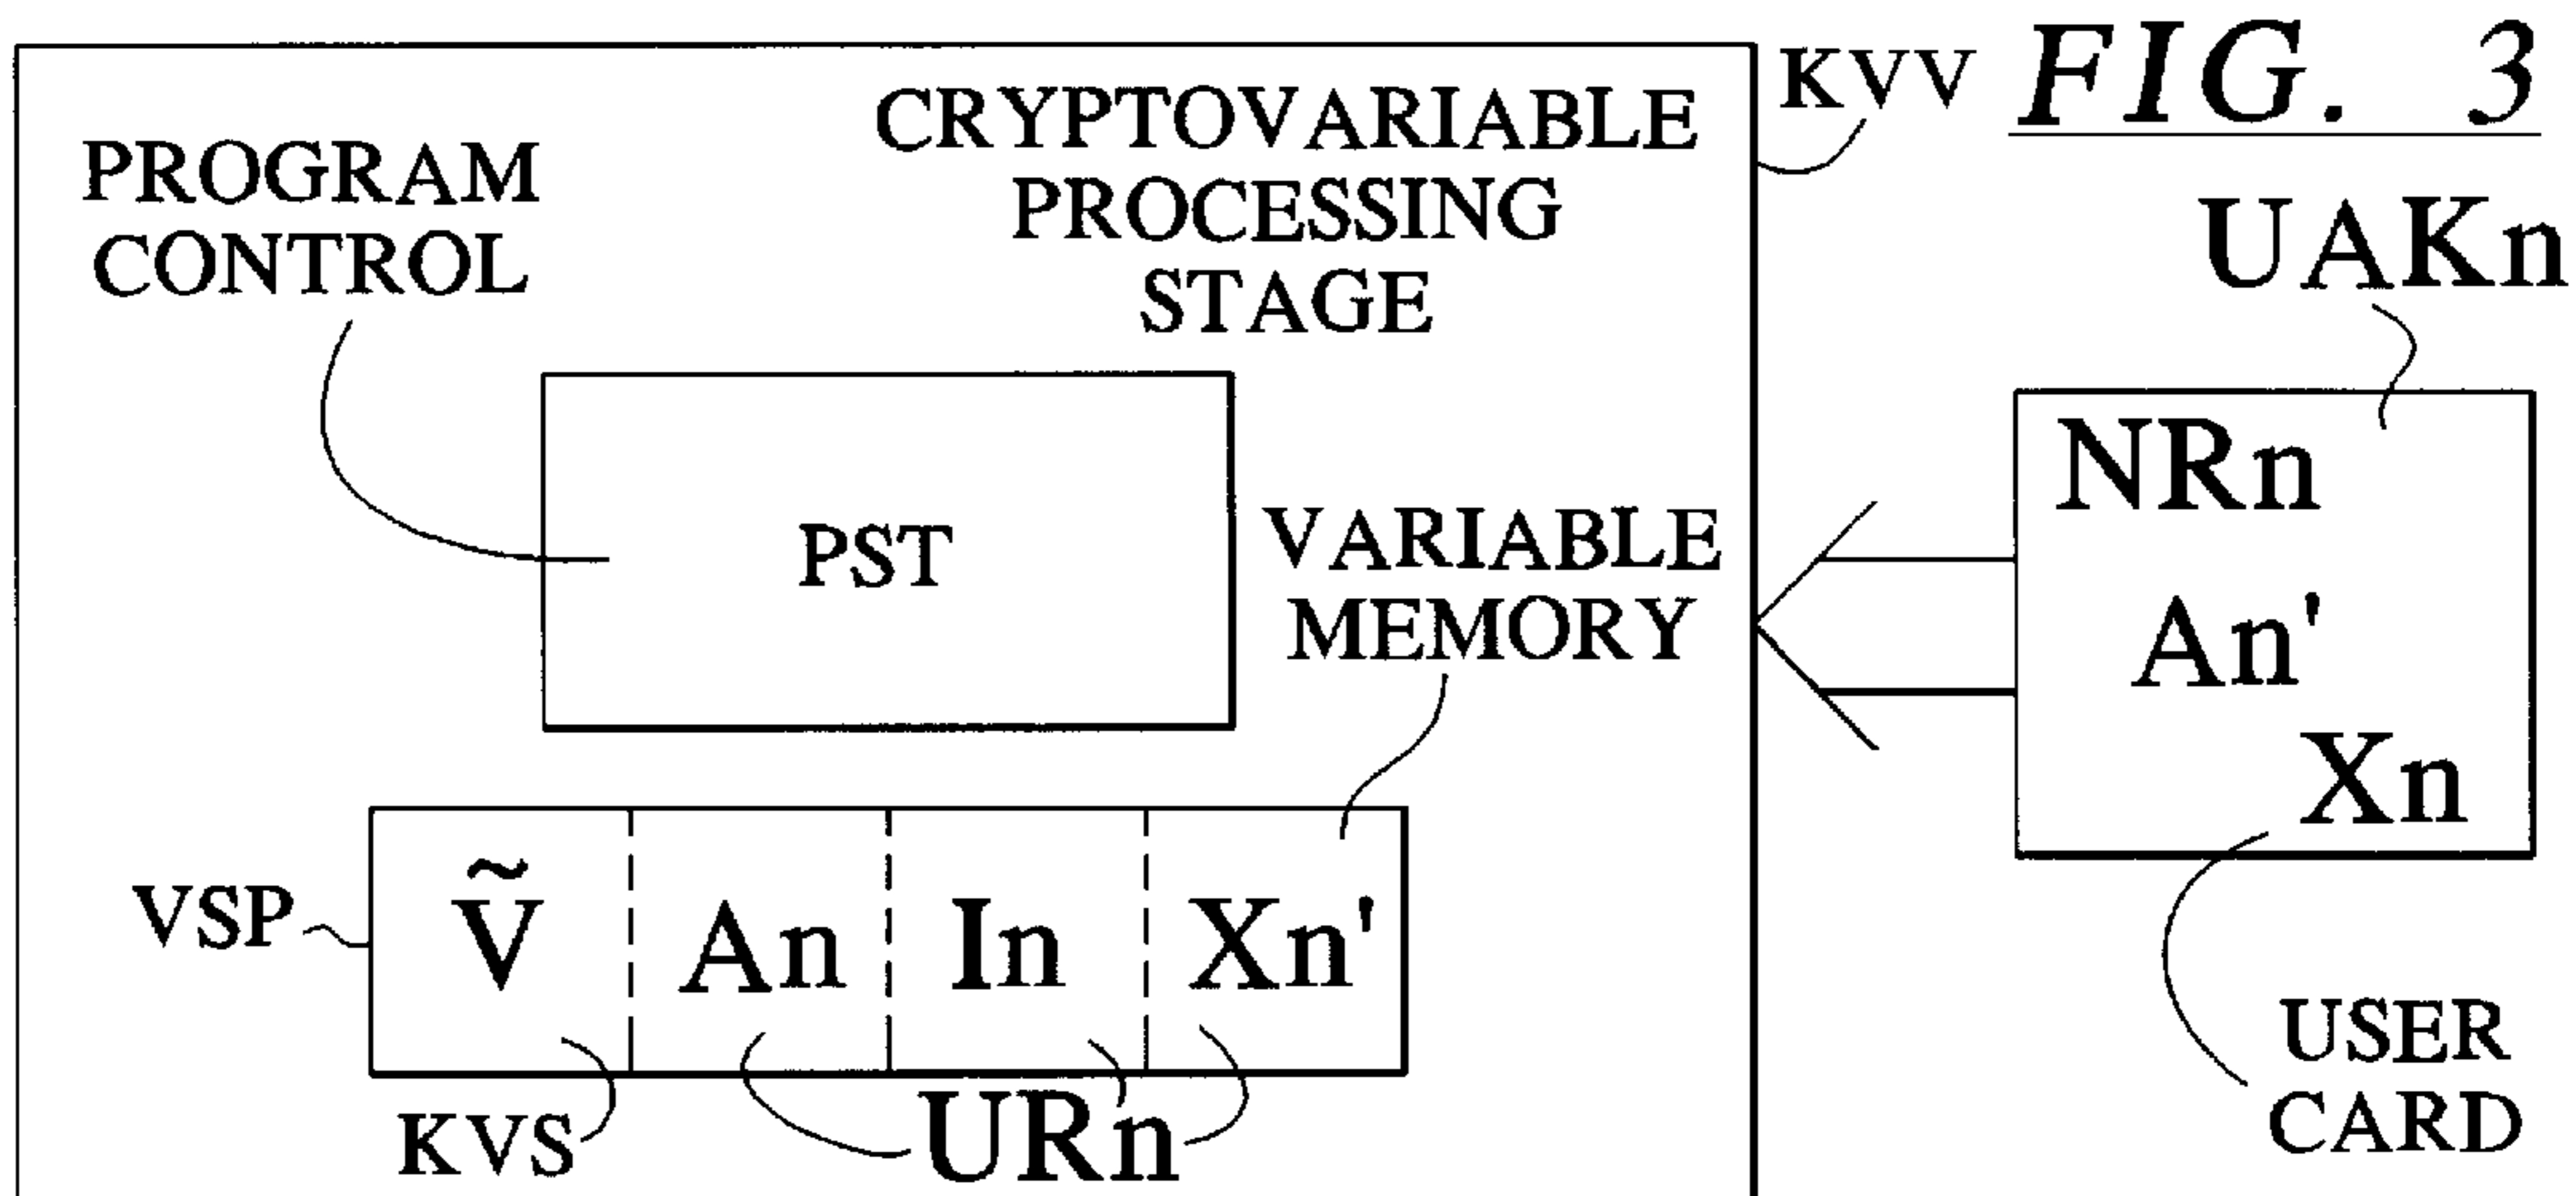 FIG. 3
KVV
CRYPTOVARIABLE
PROCESSING
STAGE
PROGRAM
CONTROL
UAKn
PST
VARIABLE
MEMORY
NRn
An'
Xn
VSP
Ṽ
An
In
Xn'
KVS
URn
USER
CARD